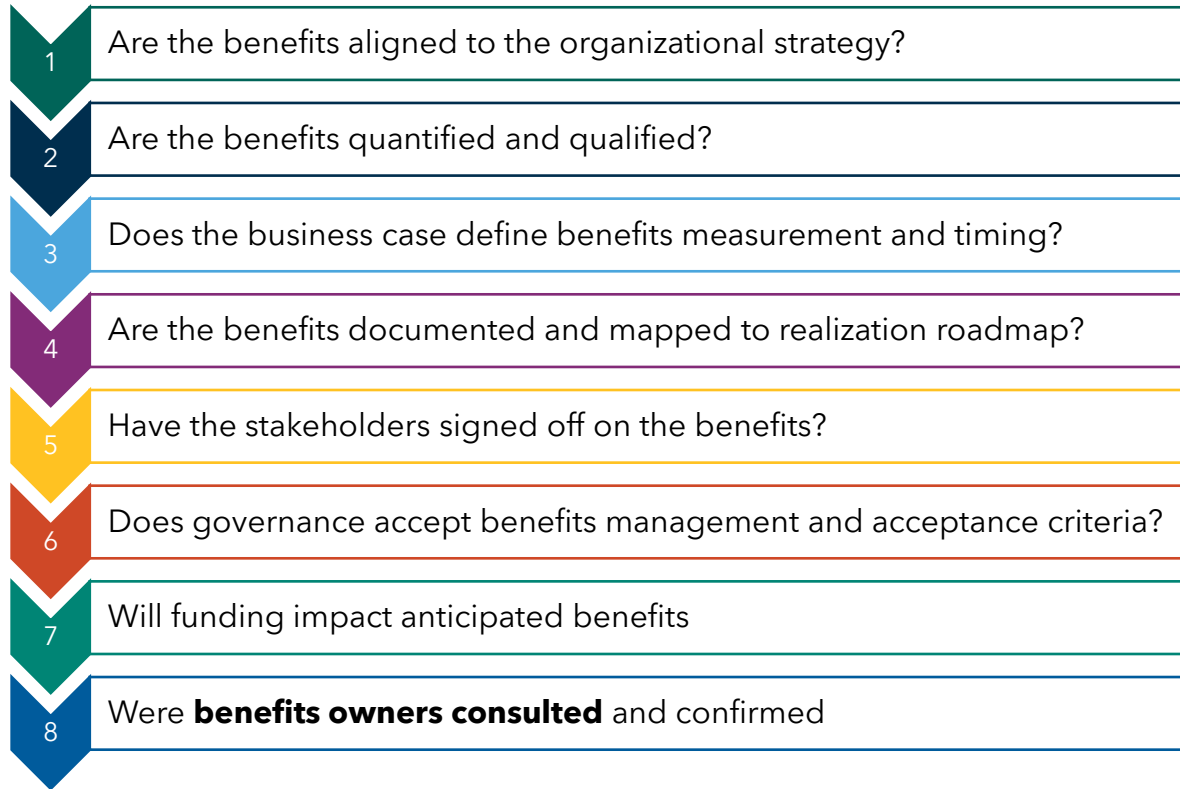 1
Are the benefits aligned to the organizational strategy?
2
Are the benefits quantified and qualified?
3
Does the business case define benefits measurement and timing?
4
Are the benefits documented and mapped to realization roadmap?
5
Have the stakeholders signed off on the benefits?
6
Does governance accept benefits management and acceptance criteria?
7
Will funding impact anticipated benefits
8
Were benefits owners consulted and confirmed